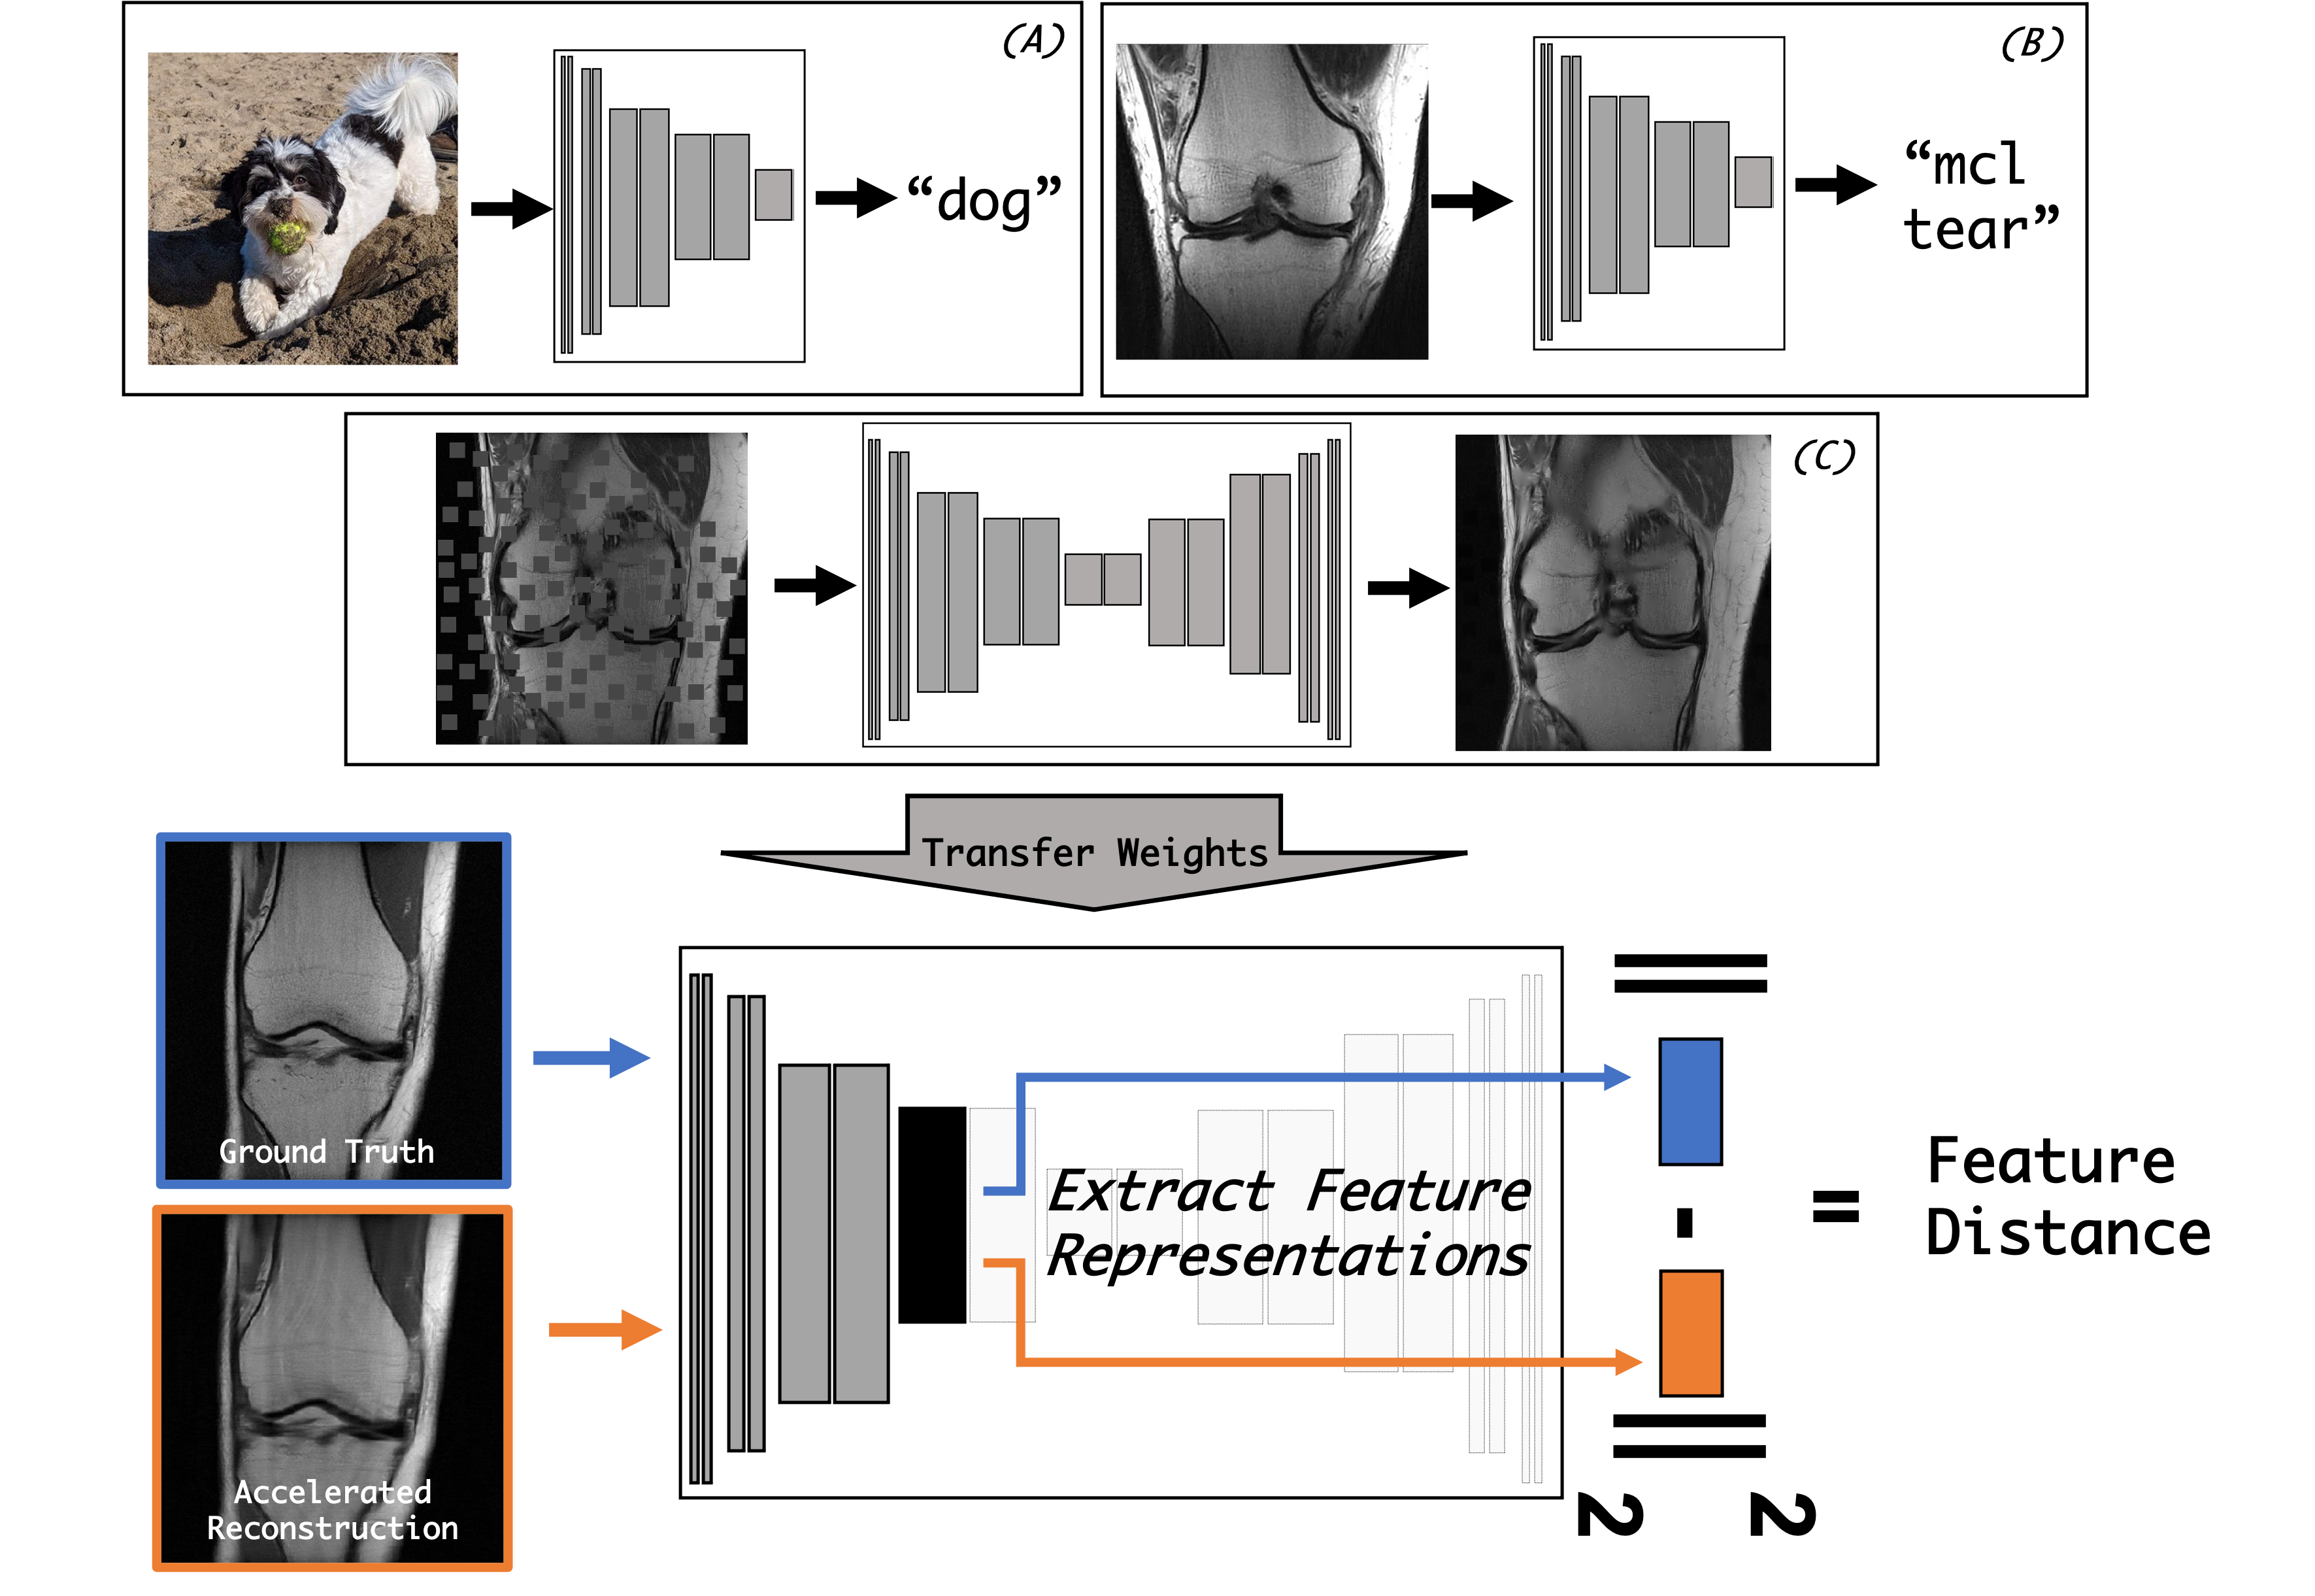 (A)
“dog”
(B)
“mcl
tear”
(C)
Transfer Weights
Ground Truth
Extract Feature
Representations
Accelerated
Reconstruction
-
=
Feature
Distance
2
2